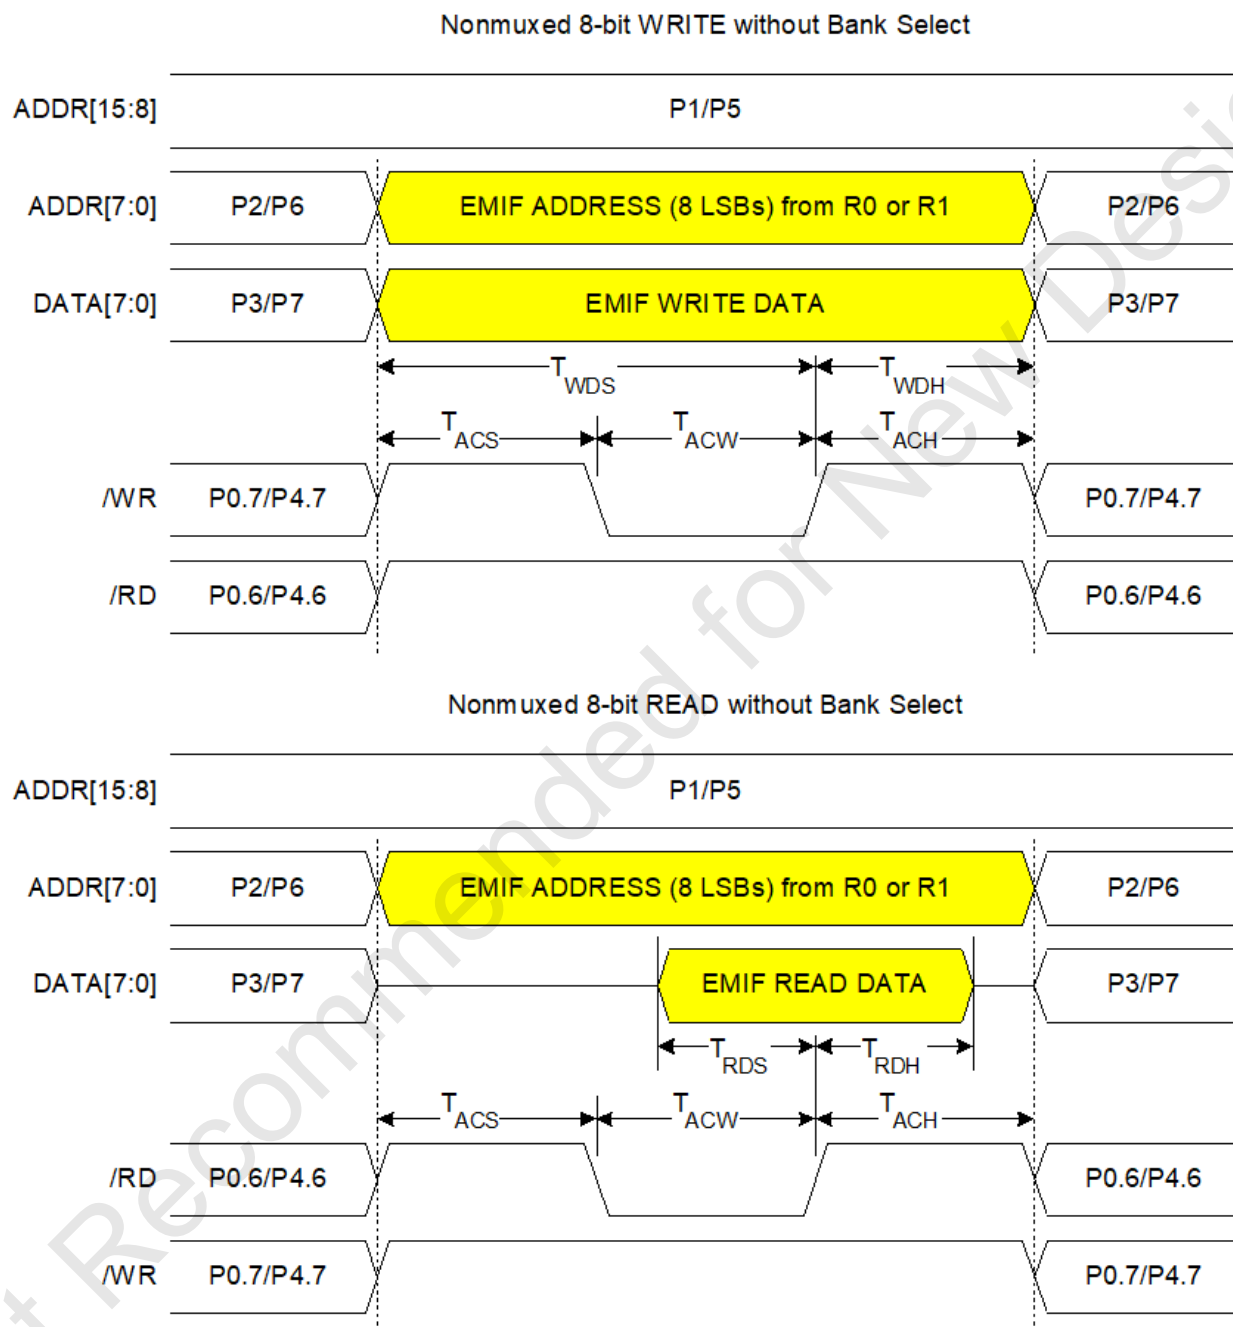 Nonmuxed 8-bit WRITE without Bank Select
ADDR[15:8] P1/P5
ADDR[7:0] P2/P6 EMIF ADDRESS (8 LSBs) from R0 or R1 P2/P6
DATA[7:0] P3/P7 EMIF WRITE DATA P3/P7
TWDS TWDH
TACS TACW TACH
/WR P0.7/P4.7 P0.7/P4.7
/RD P0.6/P4.6 P0.6/P4.6
Nonmuxed 8-bit READ without Bank Select
ADDR[15:8] P1/P5
ADDR[7:0] P2/P6 EMIF ADDRESS (8 LSBs) from R0 or R1 P2/P6
DATA[7:0] P3/P7 EMIF READ DATA P3/P7
TRDS TRDH
TACS TACW TACH
/RD P0.6/P4.6 P0.6/P4.6
/WR P0.7/P4.7 P0.7/P4.7
Recommended for New